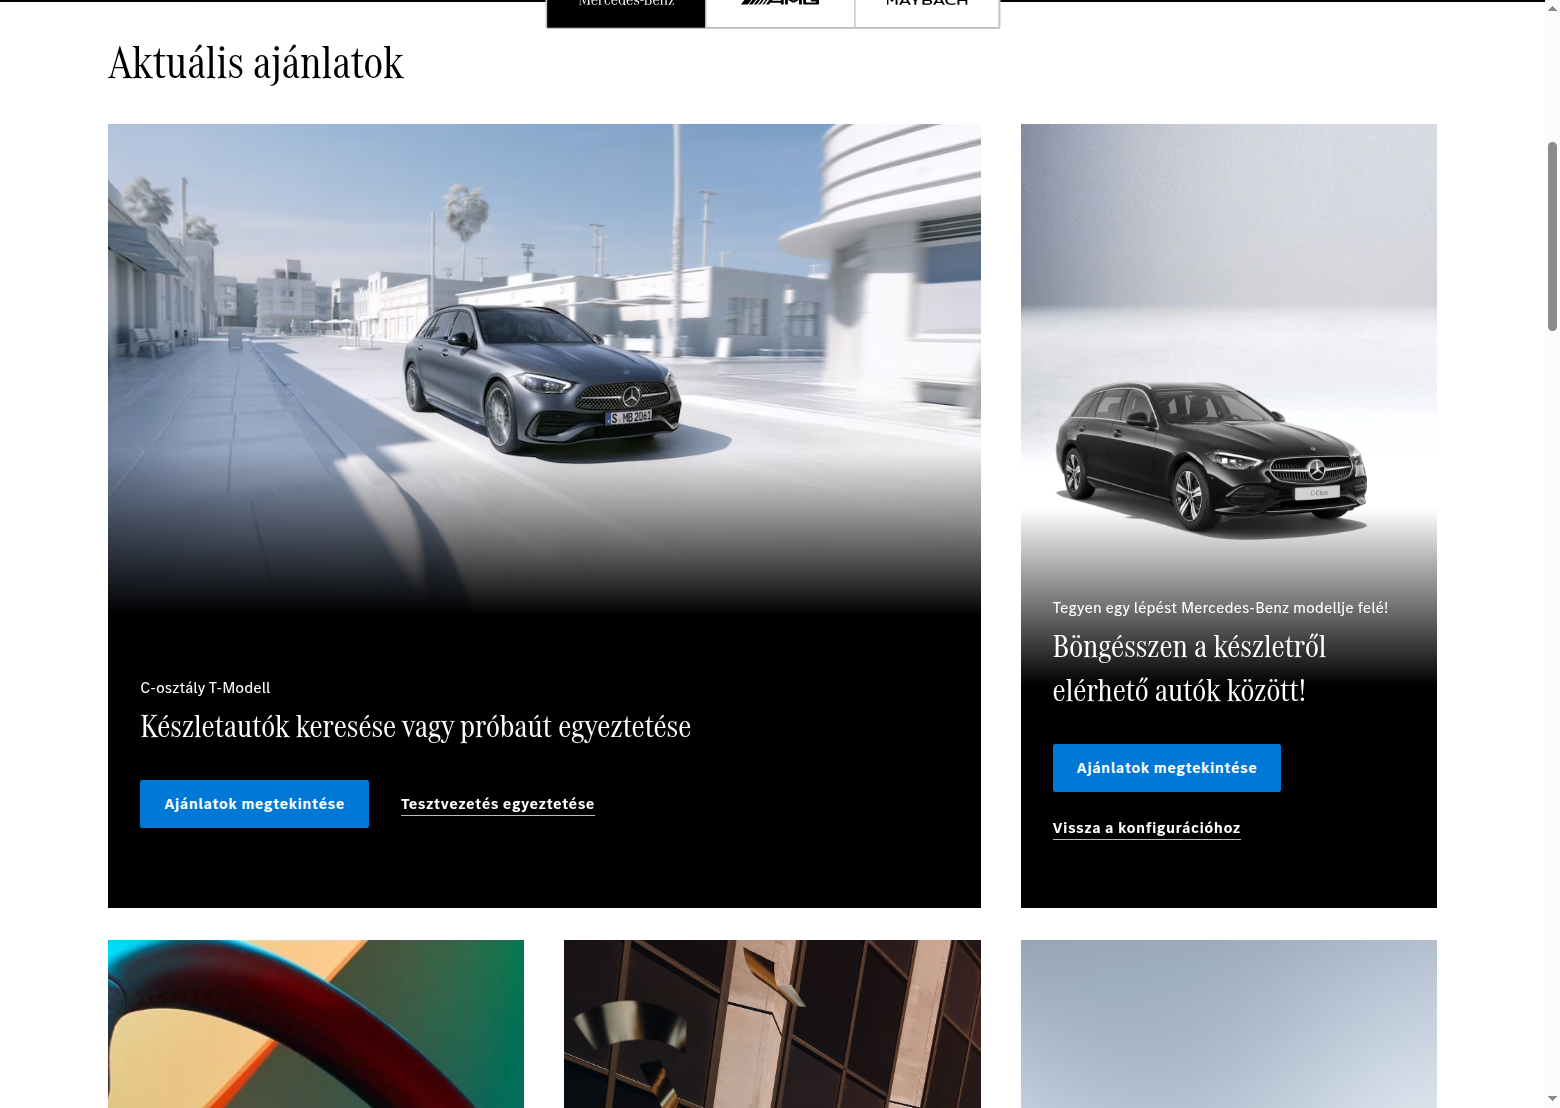 Mercedes-Benz
AMG
MAYBACH
Aktuális ajánlatok
S MB 2061
C-Class
C-osztály T-Modell
Készletautók keresése vagy próbaút egyeztetése
Ajánlatok megtekintése
Tesztvezetés egyeztetése
Tegyen egy lépést Mercedes-Benz modellje felé!
Böngésszen a készletről
elérhető autók között!
Ajánlatok megtekintése
Vissza a konfigurációhoz